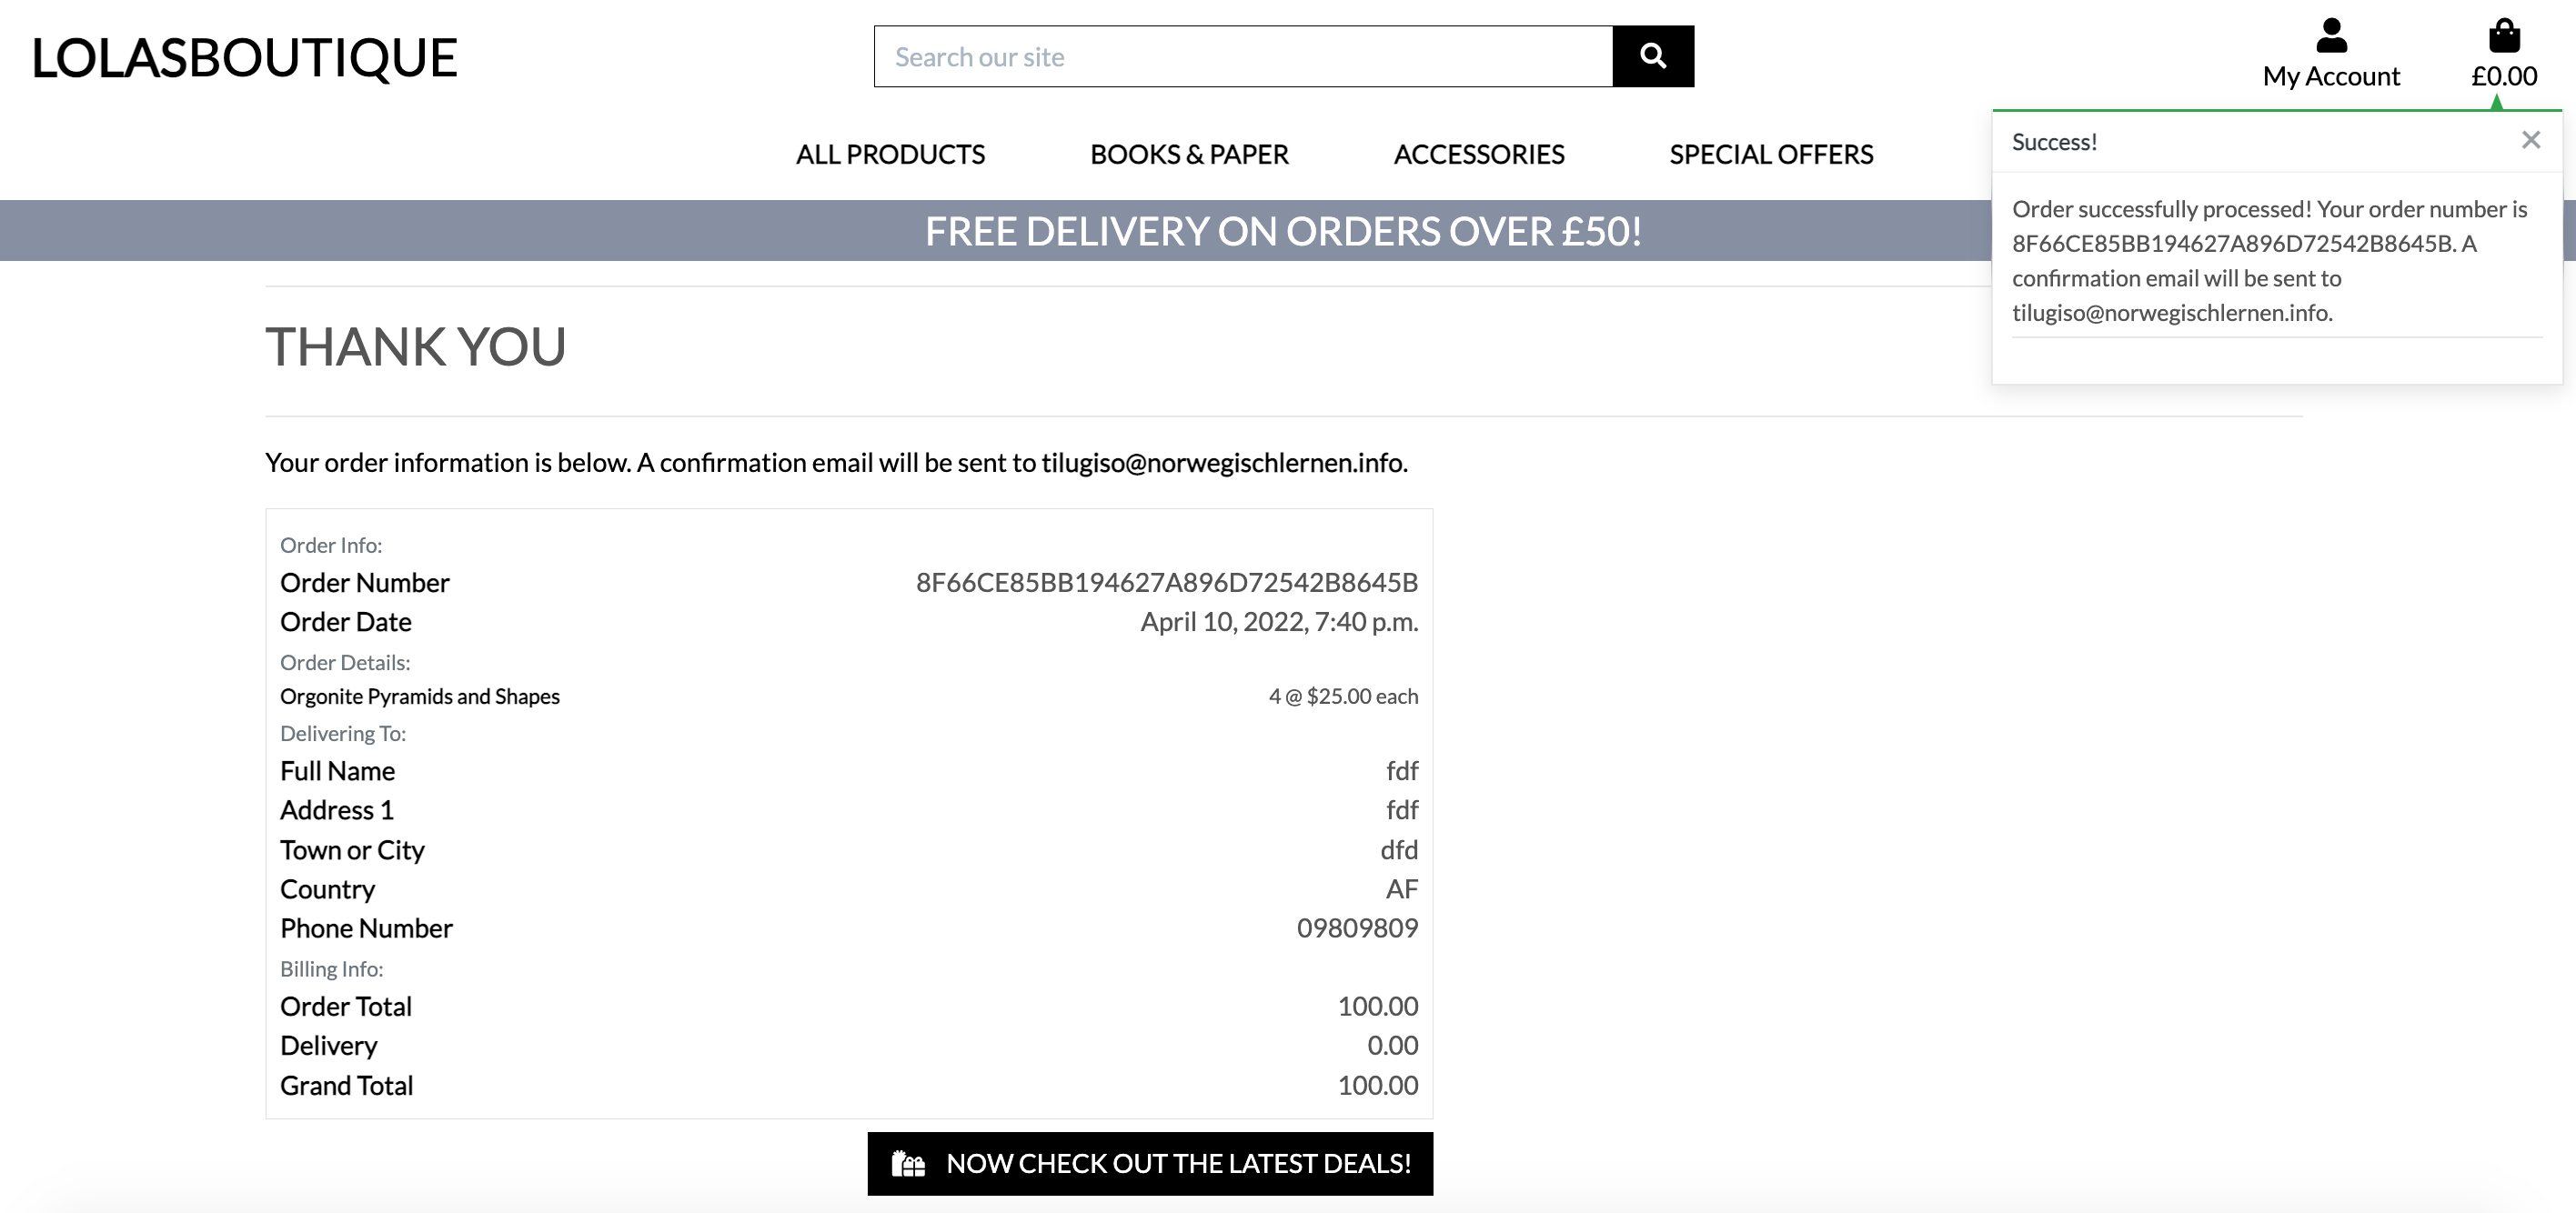 LOLASBOUTIQUE
Search our site
My Account
£0.00
ALL PRODUCTS
BOOKS & PAPER
ACCESSORIES
SPECIAL OFFERS
Success!
Order successfully processed! Your order number is
8F66CE85BB194627A896D72542B8645B. A
confirmation email will be sent to
tilugiso@norwegischlernen.info.
FREE DELIVERY ON ORDERS OVER £50!
THANK YOU
Your order information is below. A confirmation email will be sent to tilugiso@norwegischlernen.info.
Order Info:
Order Number 8F66CE85BB194627A896D72542B8645B
Order Date April 10, 2022, 7:40 p.m.
Order Details:
Orgonite Pyramids and Shapes 4 @ $25.00 each
Delivering To:
Full Name fdf
Address 1 fdf
Town or City dfd
Country AF
Phone Number 09809809
Billing Info:
Order Total 100.00
Delivery 0.00
Grand Total 100.00
NOW CHECK OUT THE LATEST DEALS!